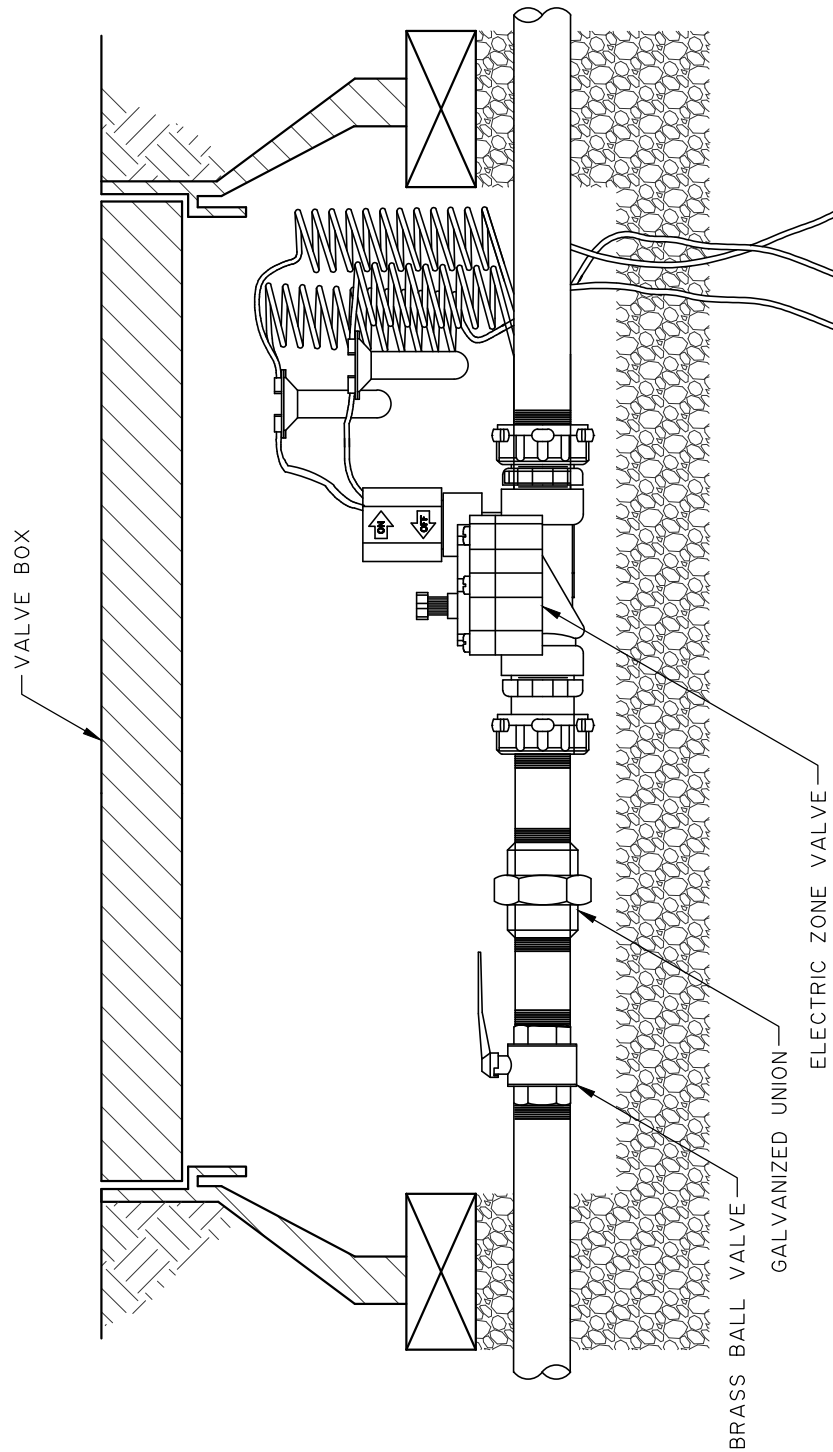 VALVE BOX
ON
OFF
ELECTRIC ZONE VALVE
GALVANIZED UNION
BRASS BALL VALVE